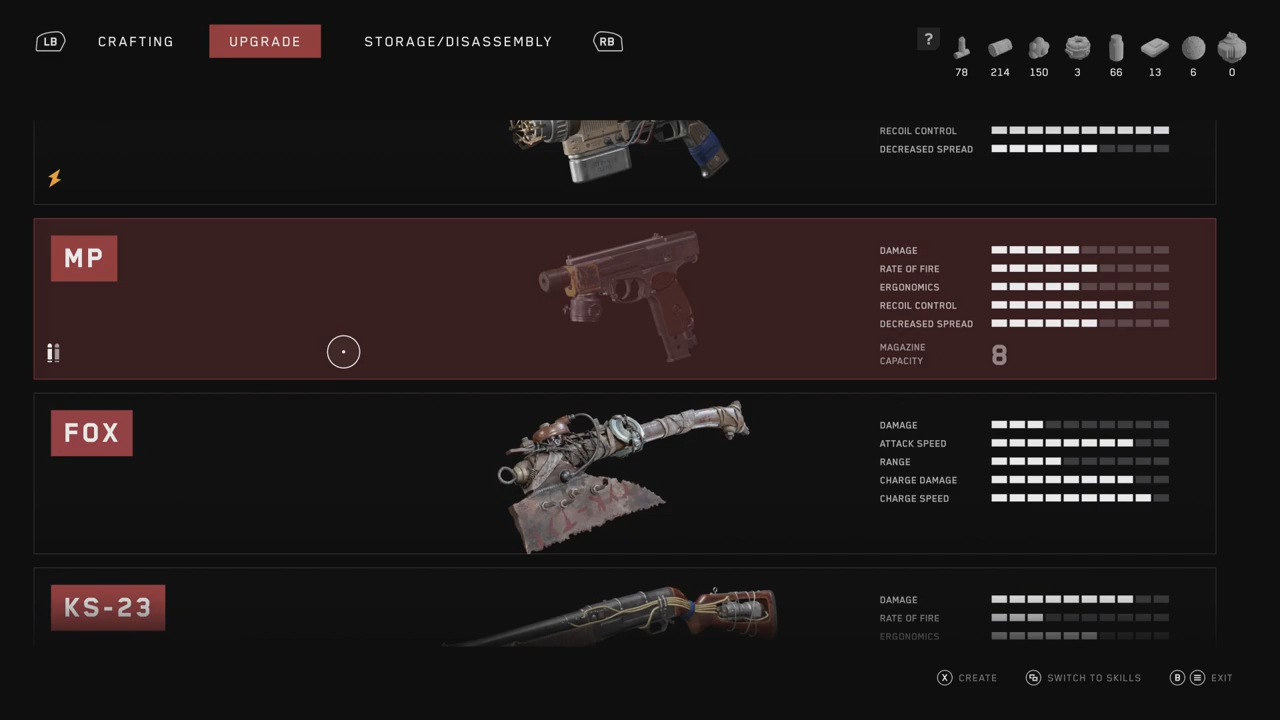 LB CRAFTING UPGRADE STORAGE/DISASSEMBLY RB ?
78 214 150 3 66 13 6 0
RECOIL CONTROL
DECREASED SPREAD
MP
DAMAGE
RATE OF FIRE
ERGONOMICS
RECOIL CONTROL
DECREASED SPREAD
MAGAZINE
CAPACITY
8
FOX
DAMAGE
ATTACK SPEED
RANGE
CHARGE DAMAGE
CHARGE SPEED
KS-23
DAMAGE
RATE OF FIRE
ERGONOMICS
X CREATE SWITCH TO SKILLS B EXIT